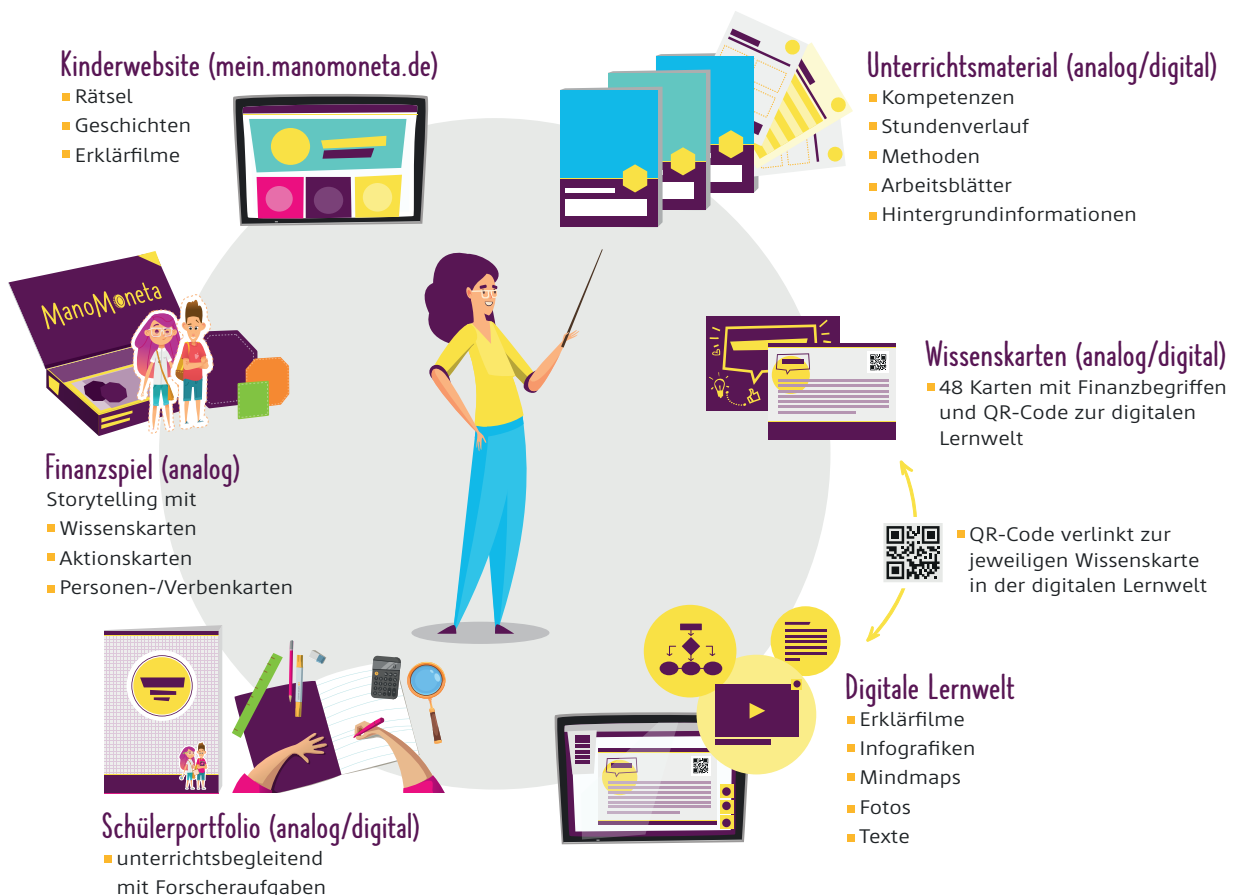 Kinderwebsite (mein.manomoneta.de)
Rätsel
Geschichten
Erklärfilme
Unterrichtsmaterial (analog/digital)
Kompetenzen
Stundenverlauf
Methoden
Arbeitsblätter
Hintergrundinformationen
ManoMoneta
Wissenskarten (analog/digital)
48 Karten mit Finanzbegriffen
und QR-Code zur digitalen
Lernwelt
Finanzspiel (analog)
Storytelling mit
Wissenskarten
Aktionskarten
Personen-/Verbenkarten
QR-Code verlinkt zur
jeweiligen Wissenskarte
in der digitalen Lernwelt
Digitale Lernwelt
Erklärfilme
Infografiken
Mindmaps
Fotos
Texte
Schülerportfolio (analog/digital)
unterrichtsbegleitend
mit Forscheraufgaben